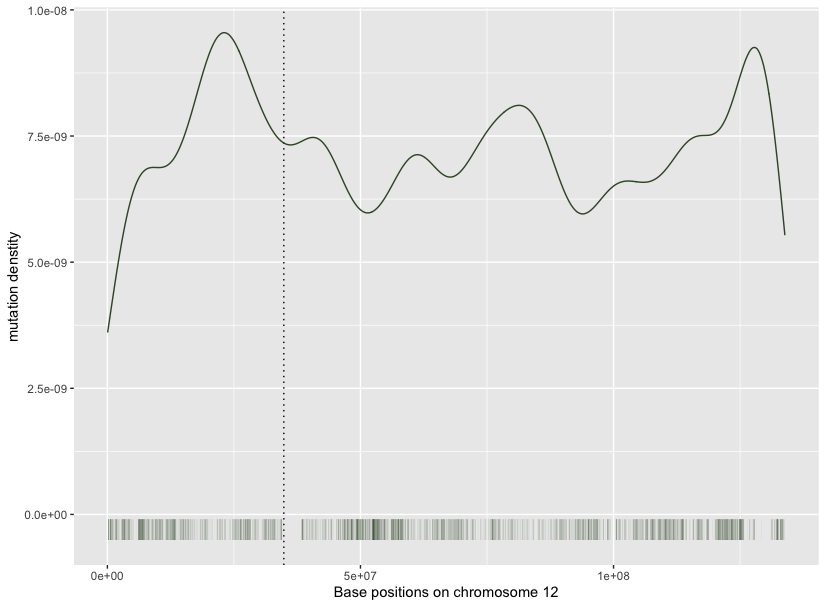 1.0e-08
7.5e-09
5.0e-09
2.5e-09
0.0e+00
mutation denstity
0e+00 5e+07 1e+08
Base positions on chromosome 12